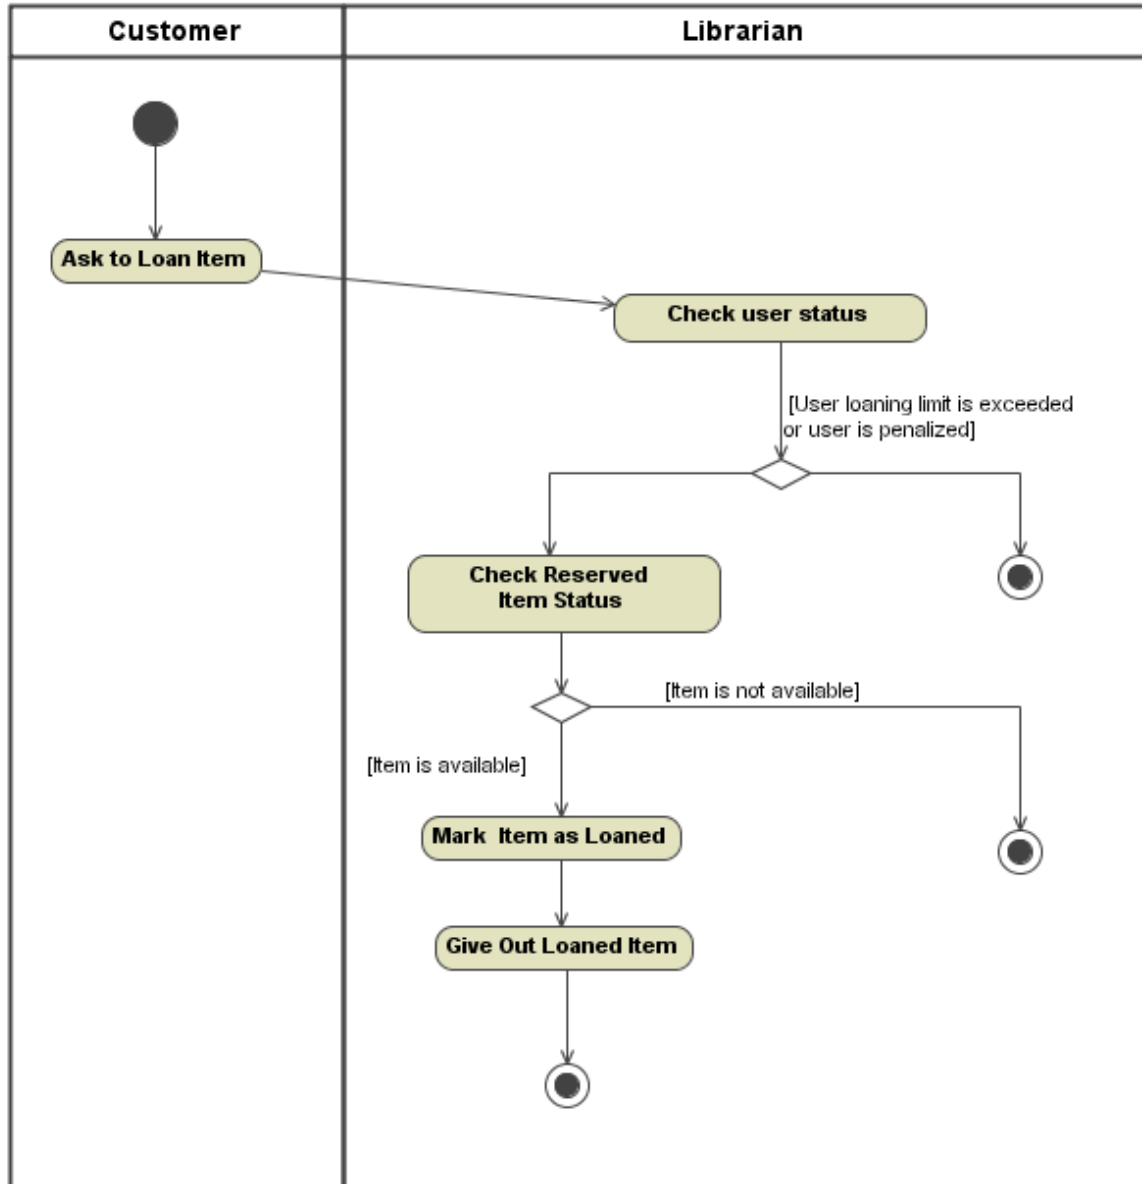 Customer
Librarian
Ask to Loan Item
Check user status
[User loaning limit is exceeded
or user is penalized]
Check Reserved
Item Status
[Item is not available]
[Item is available]
Mark  Item as Loaned
Give Out Loaned Item